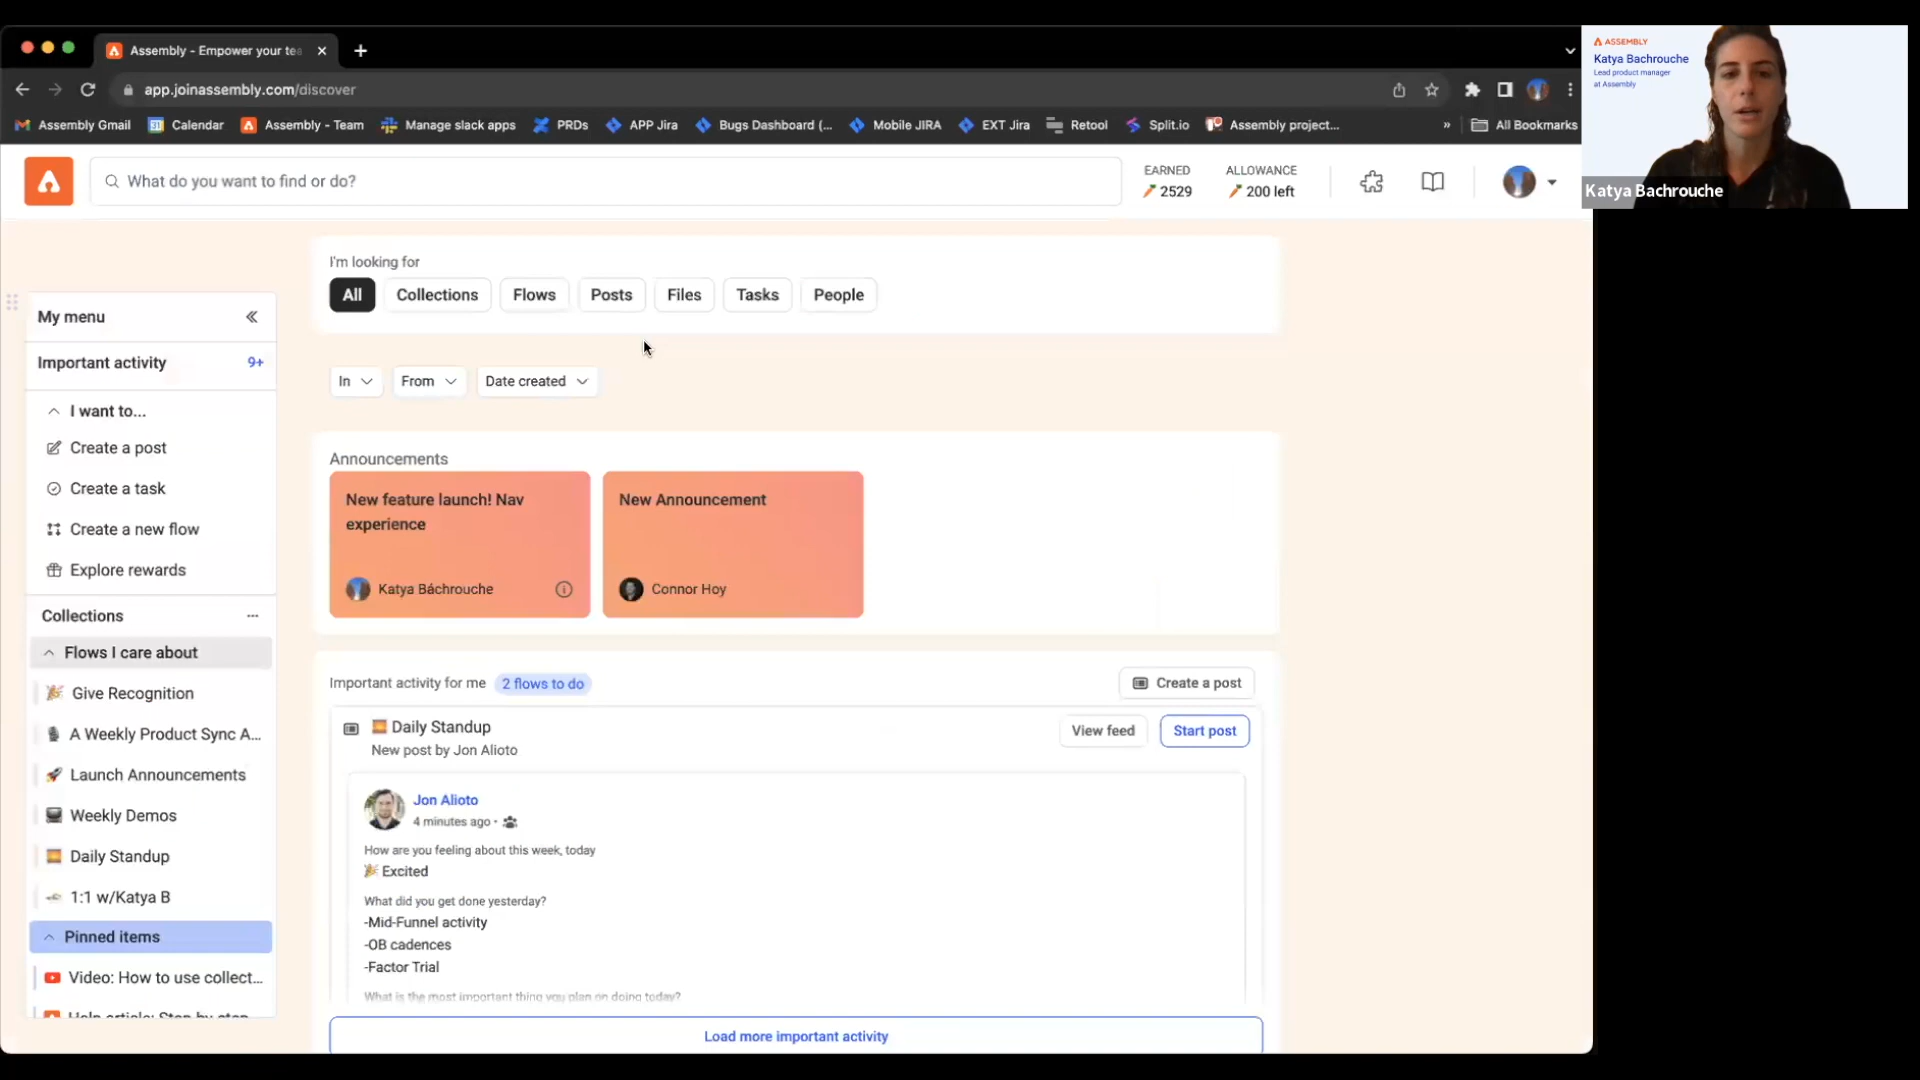 Assembly - Empower your tea
app.joinassembly.com/discover
Assembly Gmail
Calendar
Assembly - Team
Manage slack apps
PRDs
APP Jira
Bugs Dashboard (...
Mobile JIRA
EXT Jira
Retool
Split.io
Assembly project...
»
All Bookmarks
ASSEMBLY
Katya Bachrouche
Lead product manager
at Assembly
Katya Bachrouche
What do you want to find or do?
EARNED
2529
ALLOWANCE
200 left
I'm looking for
All
Collections
Flows
Posts
Files
Tasks
People
In
From
Date created
My menu
Important activity 9+
I want to...
Create a post
Create a task
Create a new flow
Explore rewards
Collections
Flows I care about
Give Recognition
A Weekly Product Sync A...
Launch Announcements
Weekly Demos
Daily Standup
1:1 w/Katya B
Pinned items
Video: How to use collect...
Help article: Step by step
Announcements
New feature launch! Nav
experience
Katya Báchrouche
New Announcement
Connor Hoy
Important activity for me
2 flows to do
Create a post
Daily Standup
New post by Jon Alioto
View feed
Start post
Jon Alioto
4 minutes ago •
How are you feeling about this week, today
Excited
What did you get done yesterday?
-Mid-Funnel activity
-OB cadences
-Factor Trial
What is the most important thing you plan on doing today?
Load more important activity